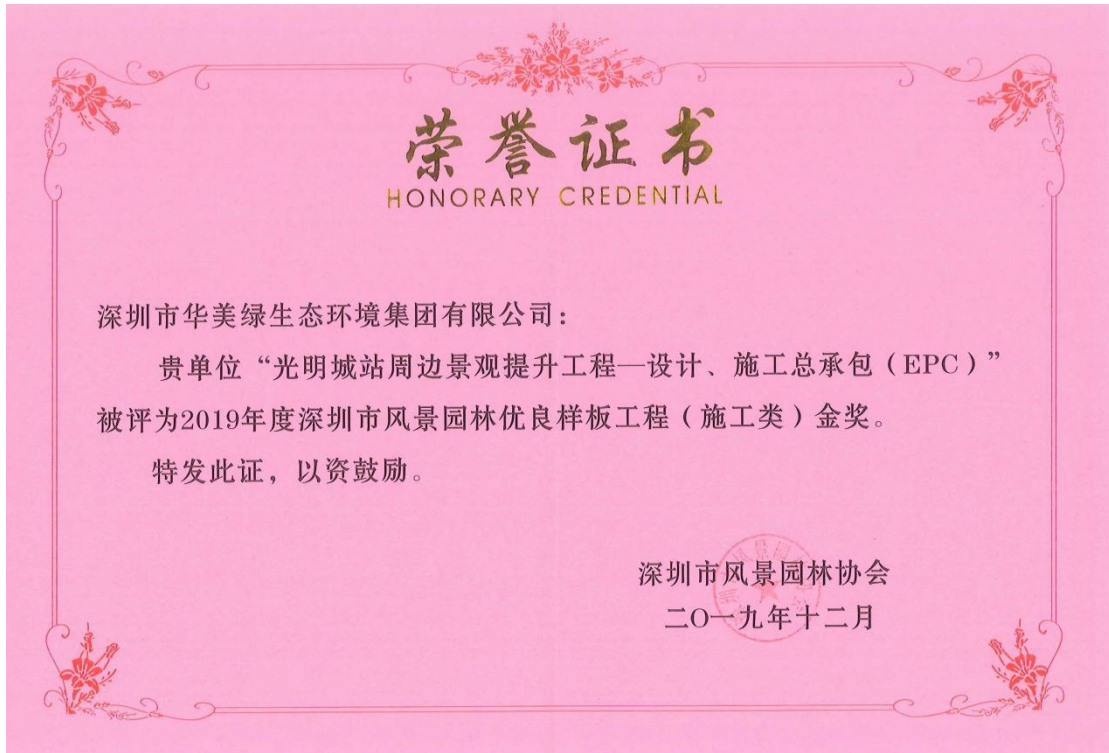 荣誉证书
HONORARY CREDENTIAL
深圳市华美绿生态环境集团有限公司：
贵单位“光明城站周边景观提升工程—设计、施工总承包（EPC）”
被评为2019年度深圳市风景园林优良样板工程（施工类）金奖。
特发此证，以资鼓励。
深圳市风景园林协会
二〇一九年十二月